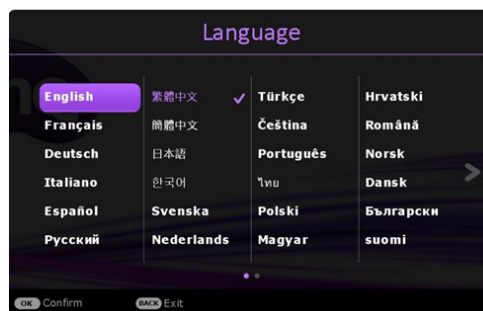 Language
English
Français
Deutsch
Italiano
Español
Русский
繁體中文
簡體中文
日本語
한국어
Svenska
Nederlands
Türkçe
Čeština
Português
ไทย
Polski
Magyar
Hrvatski
Română
Norsk
Dansk
Български
suomi
OK Confirm
BACK Exit